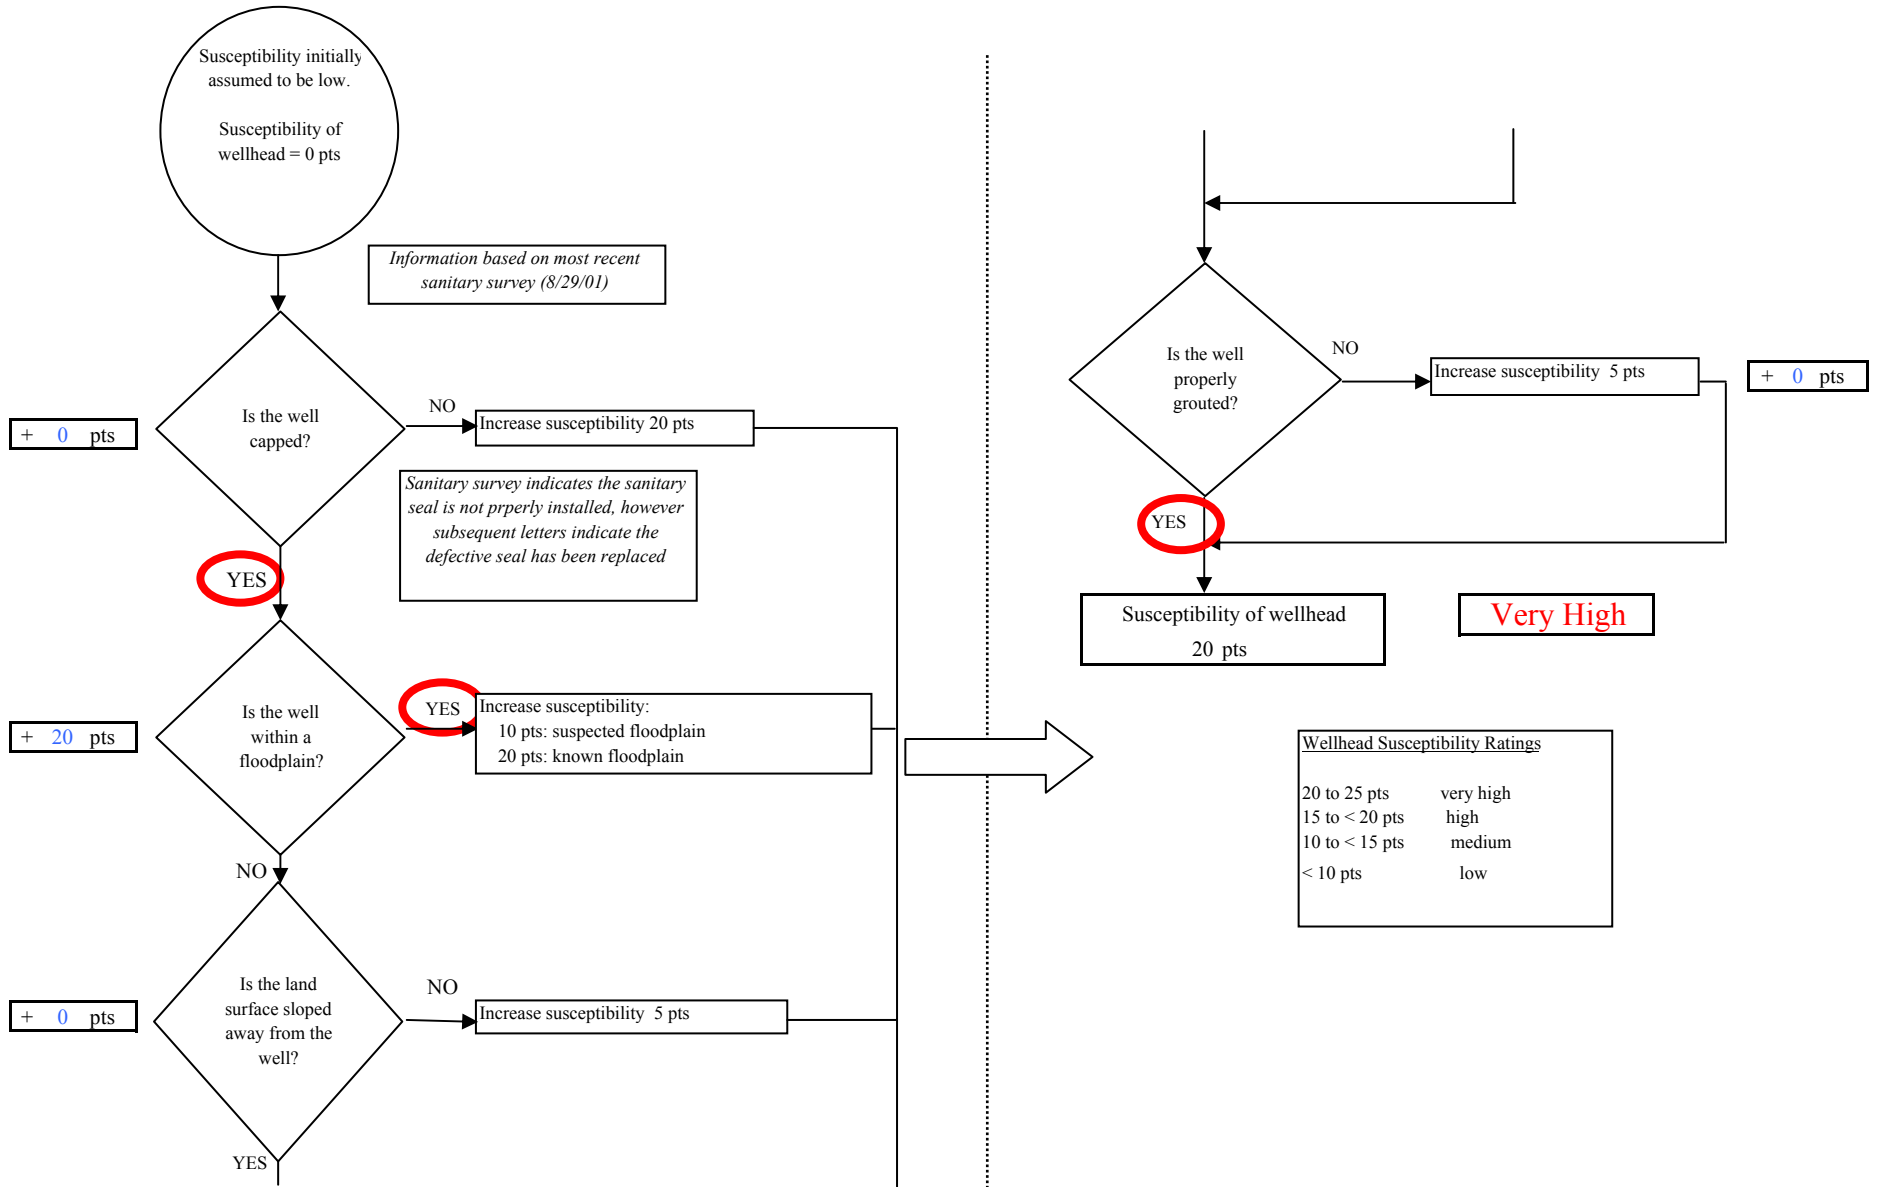 Susceptibility initially
assumed to be low.
Susceptibility of
wellhead = 0 pts
Information based on most recent
sanitary survey (8/29/01)
Is the well
capped?
+ 0 pts
NO
Increase susceptibility 20 pts
Sanitary survey indicates the sanitary
seal is not prperly installed, however
subsequent letters indicate the
defective seal has been replaced
YES
Is the well
within a
floodplain?
+ 20 pts
YES
Increase susceptibility:
10 pts: suspected floodplain
20 pts: known floodplain
NO
Is the land
surface sloped
away from the
well?
+ 0 pts
NO
Increase susceptibility 5 pts
YES
Is the well
properly
grouted?
NO
Increase susceptibility 5 pts
+ 0 pts
YES
Susceptibility of wellhead
20 pts
Very High
Wellhead Susceptibility Ratings
20 to 25 pts very high
15 to < 20 pts high
10 to < 15 pts medium
< 10 pts low